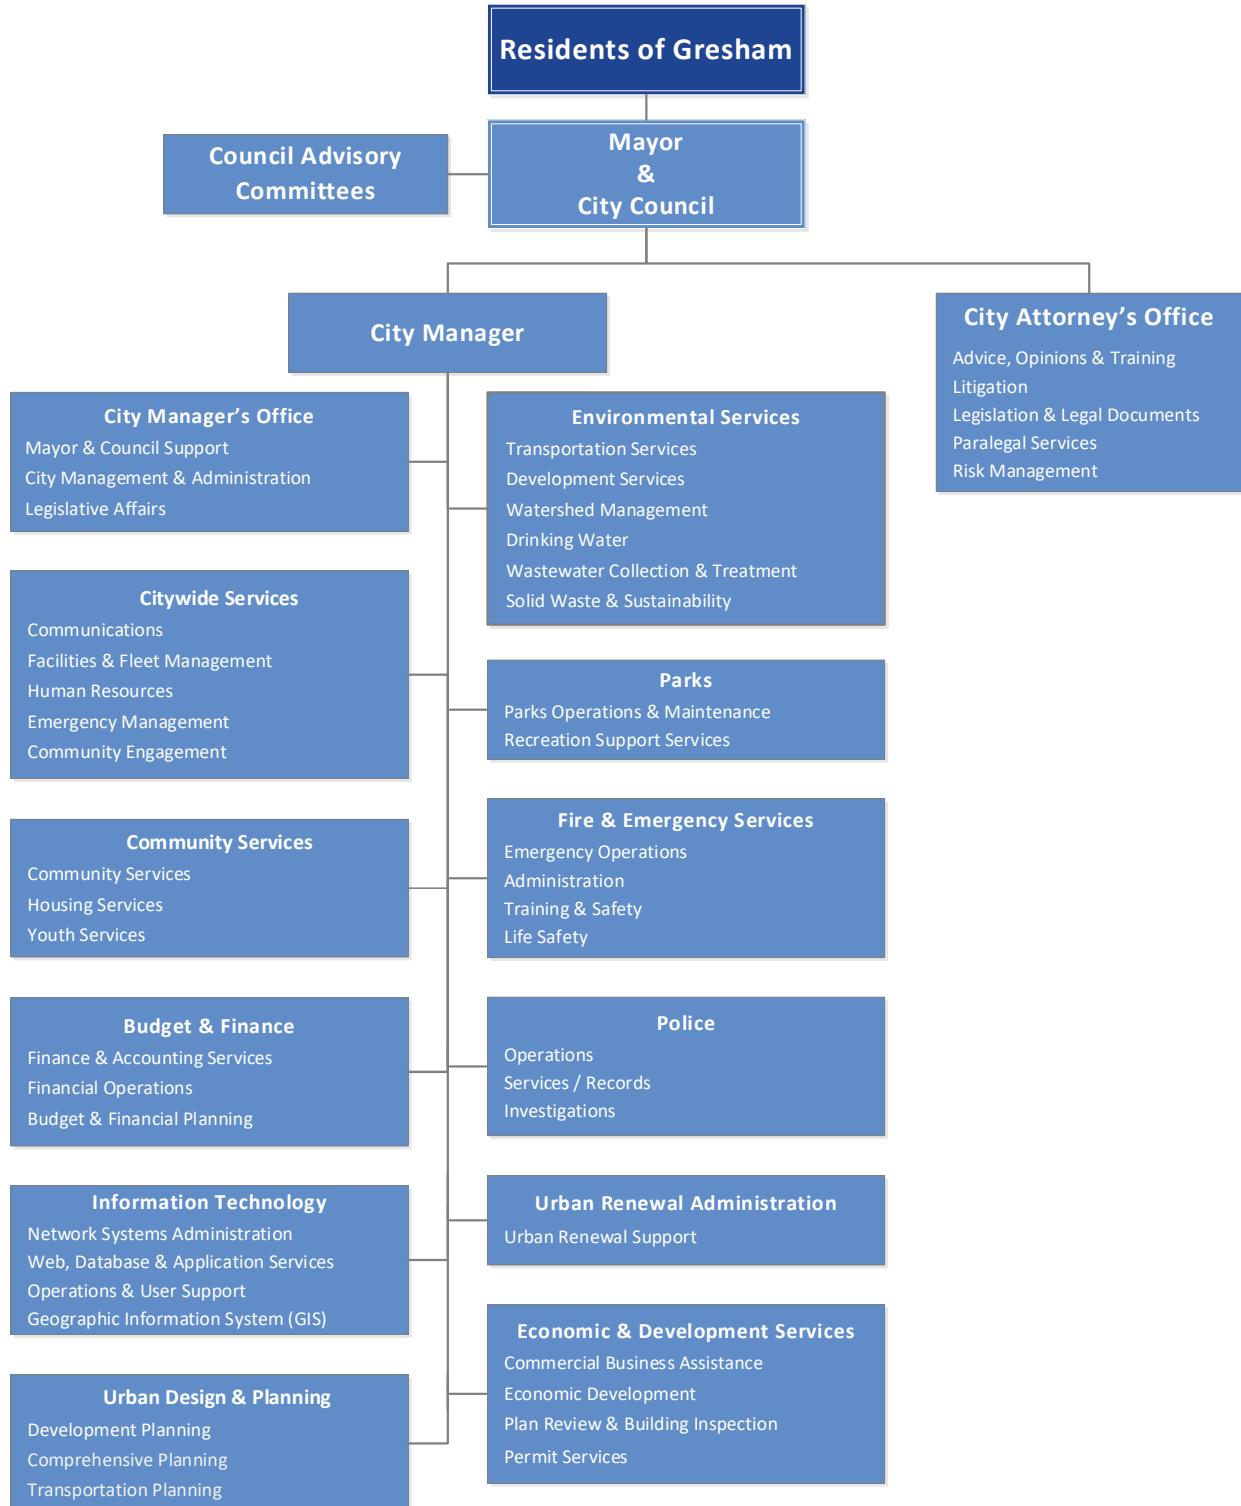 Residents of Gresham
Council Advisory
Committees
Mayor
&
City Council
City Manager
City Attorney's Office
Advice, Opinions & Training
Litigation
Legislation & Legal Documents
Paralegal Services
Risk Management
City Manager's Office
Mayor & Council Support
City Management & Administration
Legislative Affairs
Citywide Services
Communications
Facilities & Fleet Management
Human Resources
Emergency Management
Community Engagement
Community Services
Community Services
Housing Services
Youth Services
Budget & Finance
Finance & Accounting Services
Financial Operations
Budget & Financial Planning
Information Technology
Network Systems Administration
Web, Database & Application Services
Operations & User Support
Geographic Information System (GIS)
Urban Design & Planning
Development Planning
Comprehensive Planning
Transportation Planning
Environmental Services
Transportation Services
Development Services
Watershed Management
Drinking Water
Wastewater Collection & Treatment
Solid Waste & Sustainability
Parks
Parks Operations & Maintenance
Recreation Support Services
Fire & Emergency Services
Emergency Operations
Administration
Training & Safety
Life Safety
Police
Operations
Services / Records
Investigations
Urban Renewal Administration
Urban Renewal Support
Economic & Development Services
Commercial Business Assistance
Economic Development
Plan Review & Building Inspection
Permit Services